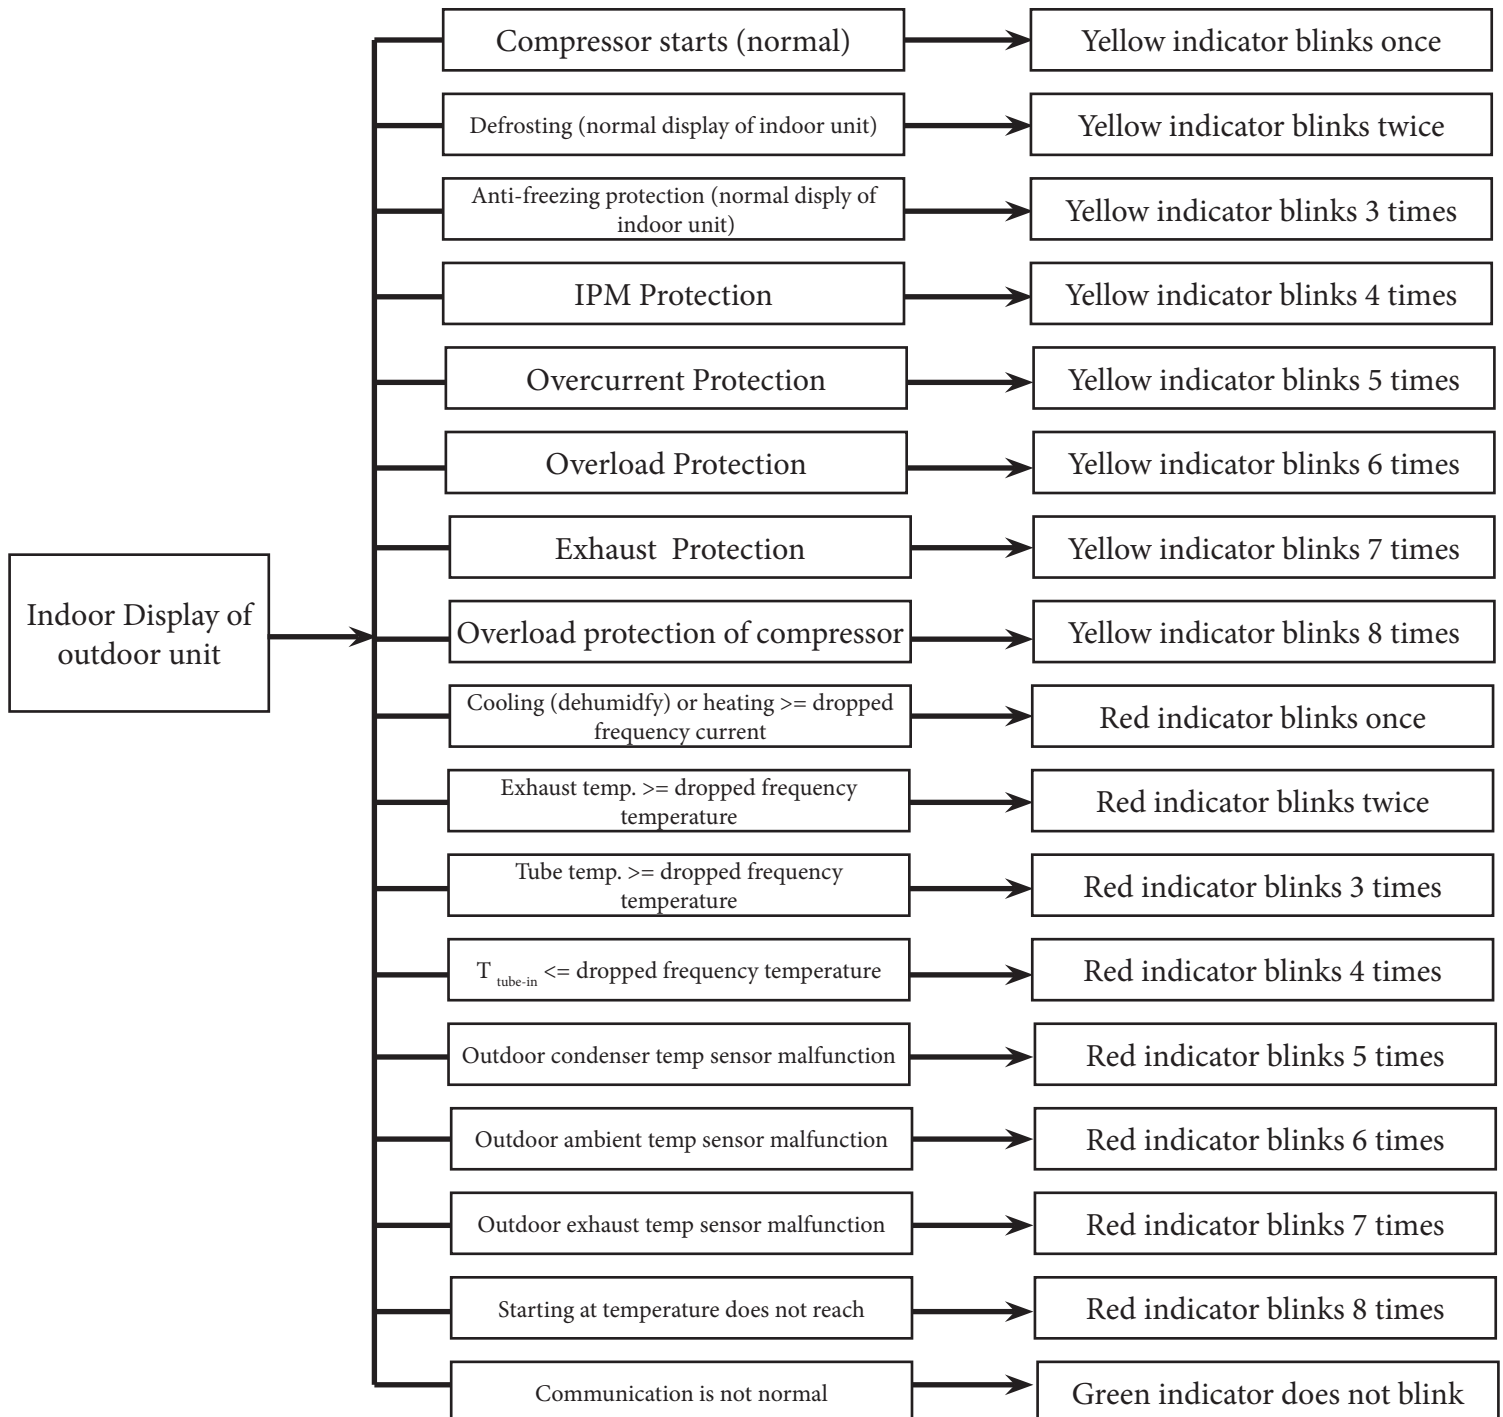 Compressor starts (normal)
Yellow indicator blinks once
Defrosting (normal display of indoor unit)
Yellow indicator blinks twice
Anti-freezing protection (normal disply of
indoor unit)
Yellow indicator blinks 3 times
IPM Protection
Yellow indicator blinks 4 times
Overcurrent Protection
Yellow indicator blinks 5 times
Overload Protection
Yellow indicator blinks 6 times
Exhaust Protection
Yellow indicator blinks 7 times
Indoor Display of
outdoor unit
Overload protection of compressor
Yellow indicator blinks 8 times
Cooling (dehumidfy) or heating >= dropped
frequency current
Red indicator blinks once
Exhaust temp. >= dropped frequency
temperature
Red indicator blinks twice
Tube temp. >= dropped frequency
temperature
Red indicator blinks 3 times
T tube-in <= dropped frequency temperature
Red indicator blinks 4 times
Outdoor condenser temp sensor malfunction
Red indicator blinks 5 times
Outdoor ambient temp sensor malfunction
Red indicator blinks 6 times
Outdoor exhaust temp sensor malfunction
Red indicator blinks 7 times
Starting at temperature does not reach
Red indicator blinks 8 times
Communication is not normal
Green indicator does not blink